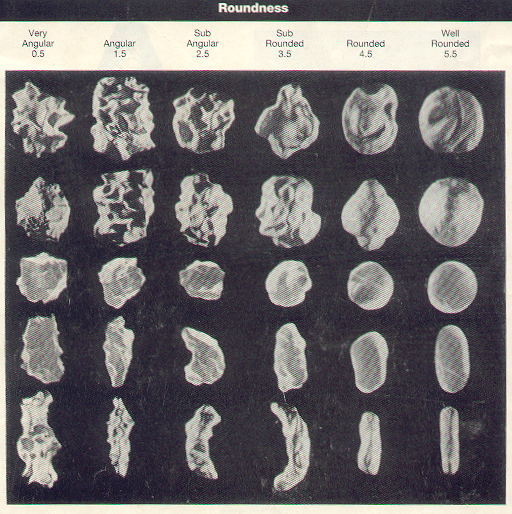 Roundness
Very Angular 0.5
Angular 1.5
Sub Angular 2.5
Sub Rounded 3.5
Rounded 4.5
Well Rounded 5.5